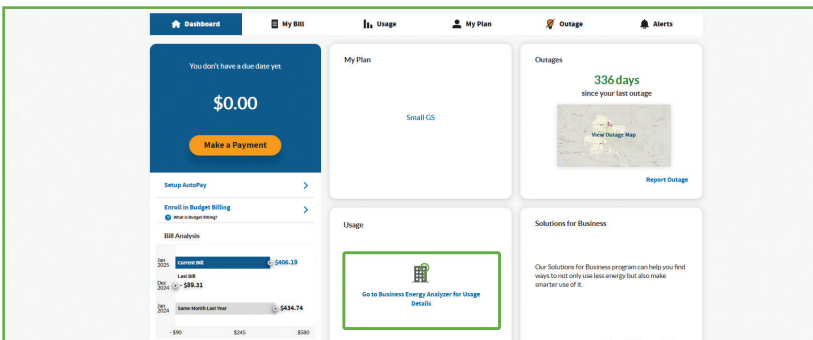 Dashboard
My Bill
Usage
My Plan
Outage
Alerts
You don't have a due date yet
$0.00
Make a Payment
Setup AutoPay
Enroll in Budget Billing
What is Budget Billing?
Bill Analysis
Jan
2025
Current Bill
$406.19
Last Bill
Dec
2024
- $89.31
Jan
2024
Same Month Last Year
$434.74
- $90
$245
$580
My Plan
Small GS
Outages
336 days
since your last outage
View Outage Map
Report Outage
Usage
Go to Business Energy Analyzer for Usage
Details
Solutions for Business
Our Solutions for Business program can help you find
ways to not only use less energy but also make
smarter use of it.